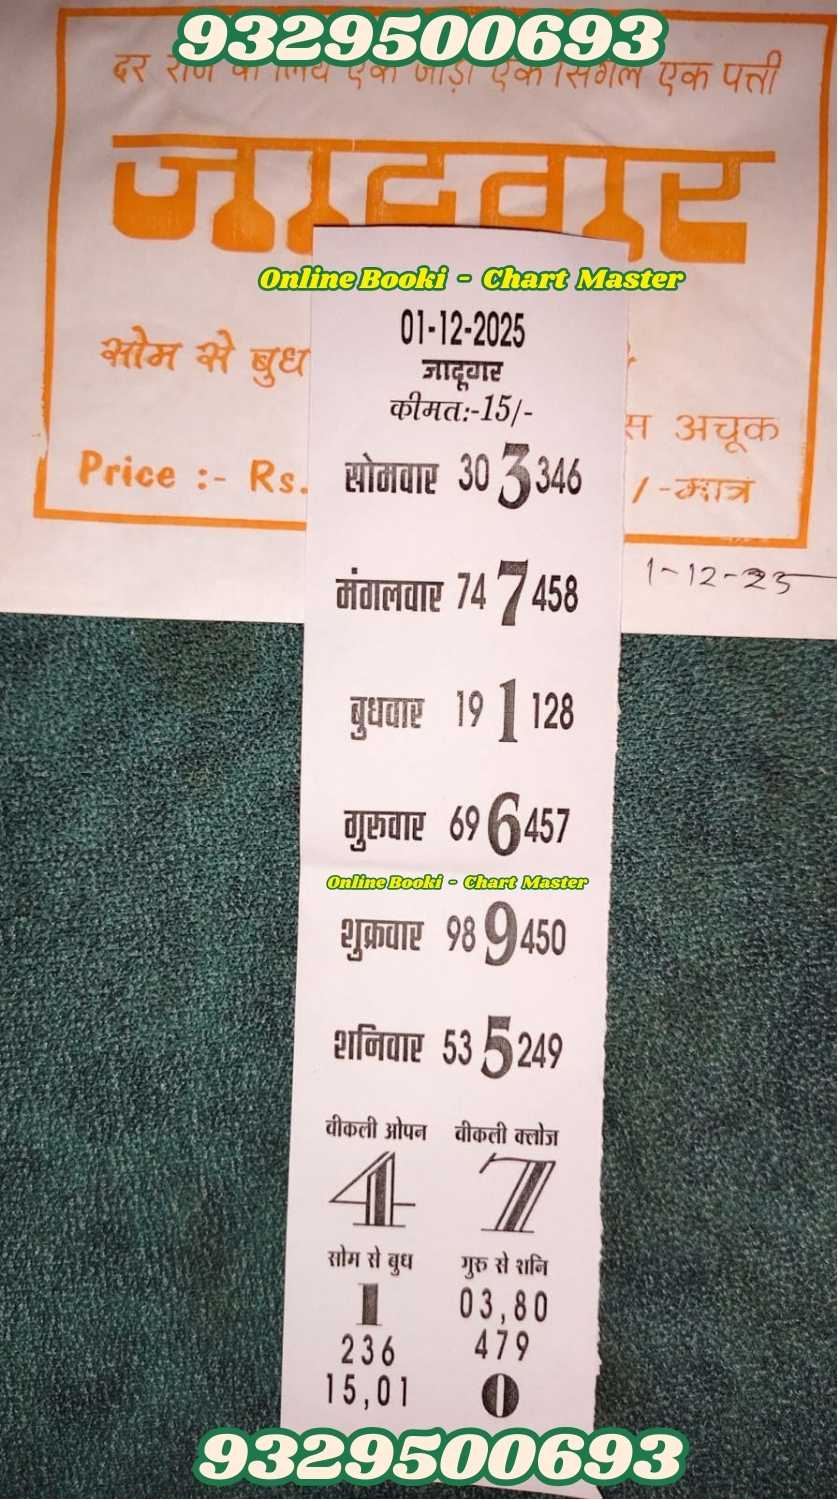 9329500693
दर रोज के लिये एक जोड़ी एक सिंगल एक पत्ती
जादूगर
Online Booki - Chart Master
01-12-2025
जादूगर
कीमत:-15/-
सोम से बुध
स अचूक
Price :- Rs.
/-मात्र
सोमवार 30 3 346
1-12-25
मंगलवार 74 7 458
बुधवार 19 1 128
गुरुवार 69 6 457
Online Booki - Chart Master
शुक्रवार 98 9 450
शनिवार 53 5 249
वीकली ओपन वीकली क्लोज
4 7
सोम से बुध गुरु से शनि
1 03,80
236 479
15,01 0
9329500693